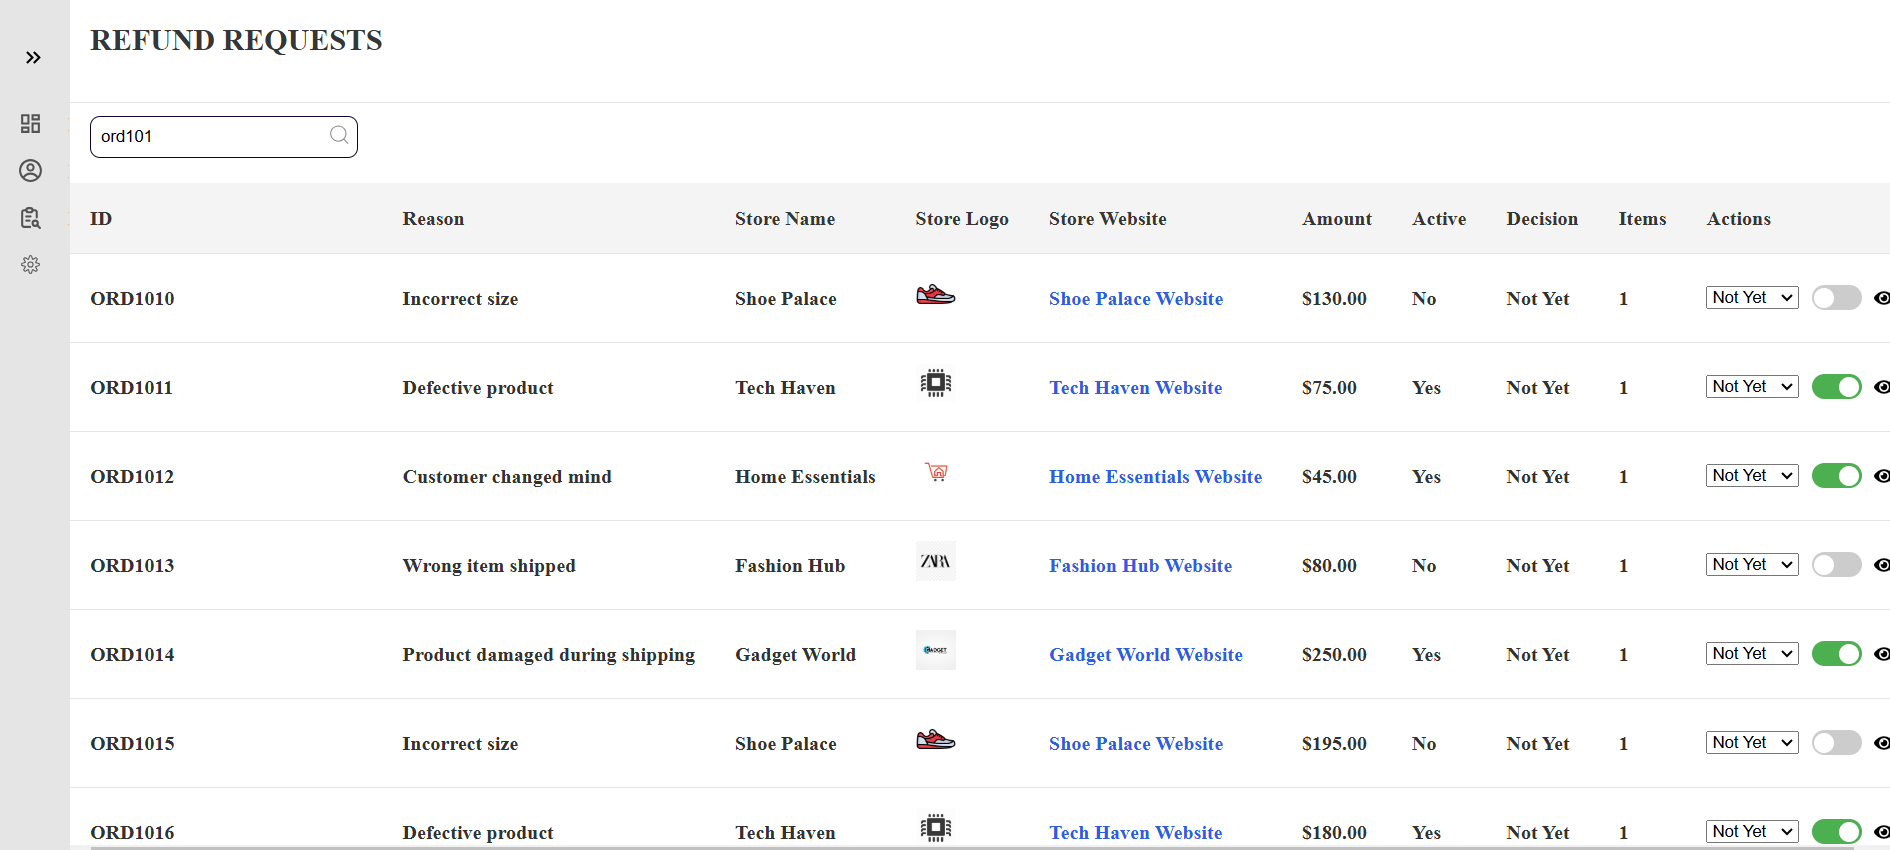 REFUND REQUESTS
ord101
ID Reason Store Name Store Logo Store Website Amount Active Decision Items Actions
ORD1010 Incorrect size Shoe Palace Shoe Palace Website $130.00 No Not Yet 1 Not Yet
ORD1011 Defective product Tech Haven Tech Haven Website $75.00 Yes Not Yet 1 Not Yet
ORD1012 Customer changed mind Home Essentials Home Essentials Website $45.00 Yes Not Yet 1 Not Yet
ORD1013 Wrong item shipped Fashion Hub ZARA Fashion Hub Website $80.00 No Not Yet 1 Not Yet
ORD1014 Product damaged during shipping Gadget World GADGET Gadget World Website $250.00 Yes Not Yet 1 Not Yet
ORD1015 Incorrect size Shoe Palace Shoe Palace Website $195.00 No Not Yet 1 Not Yet
ORD1016 Defective product Tech Haven Tech Haven Website $180.00 Yes Not Yet 1 Not Yet